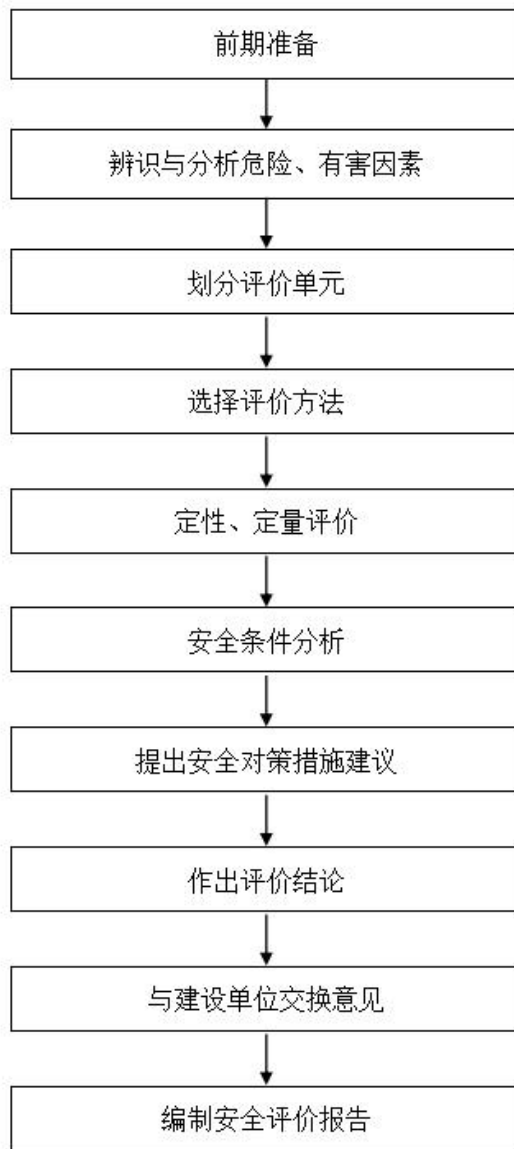 前期准备
辨识与分析危险、有害因素
划分评价单元
选择评价方法
定性、定量评价
安全条件分析
提出安全对策措施建议
作出评价结论
与建设单位交换意见
编制安全评价报告